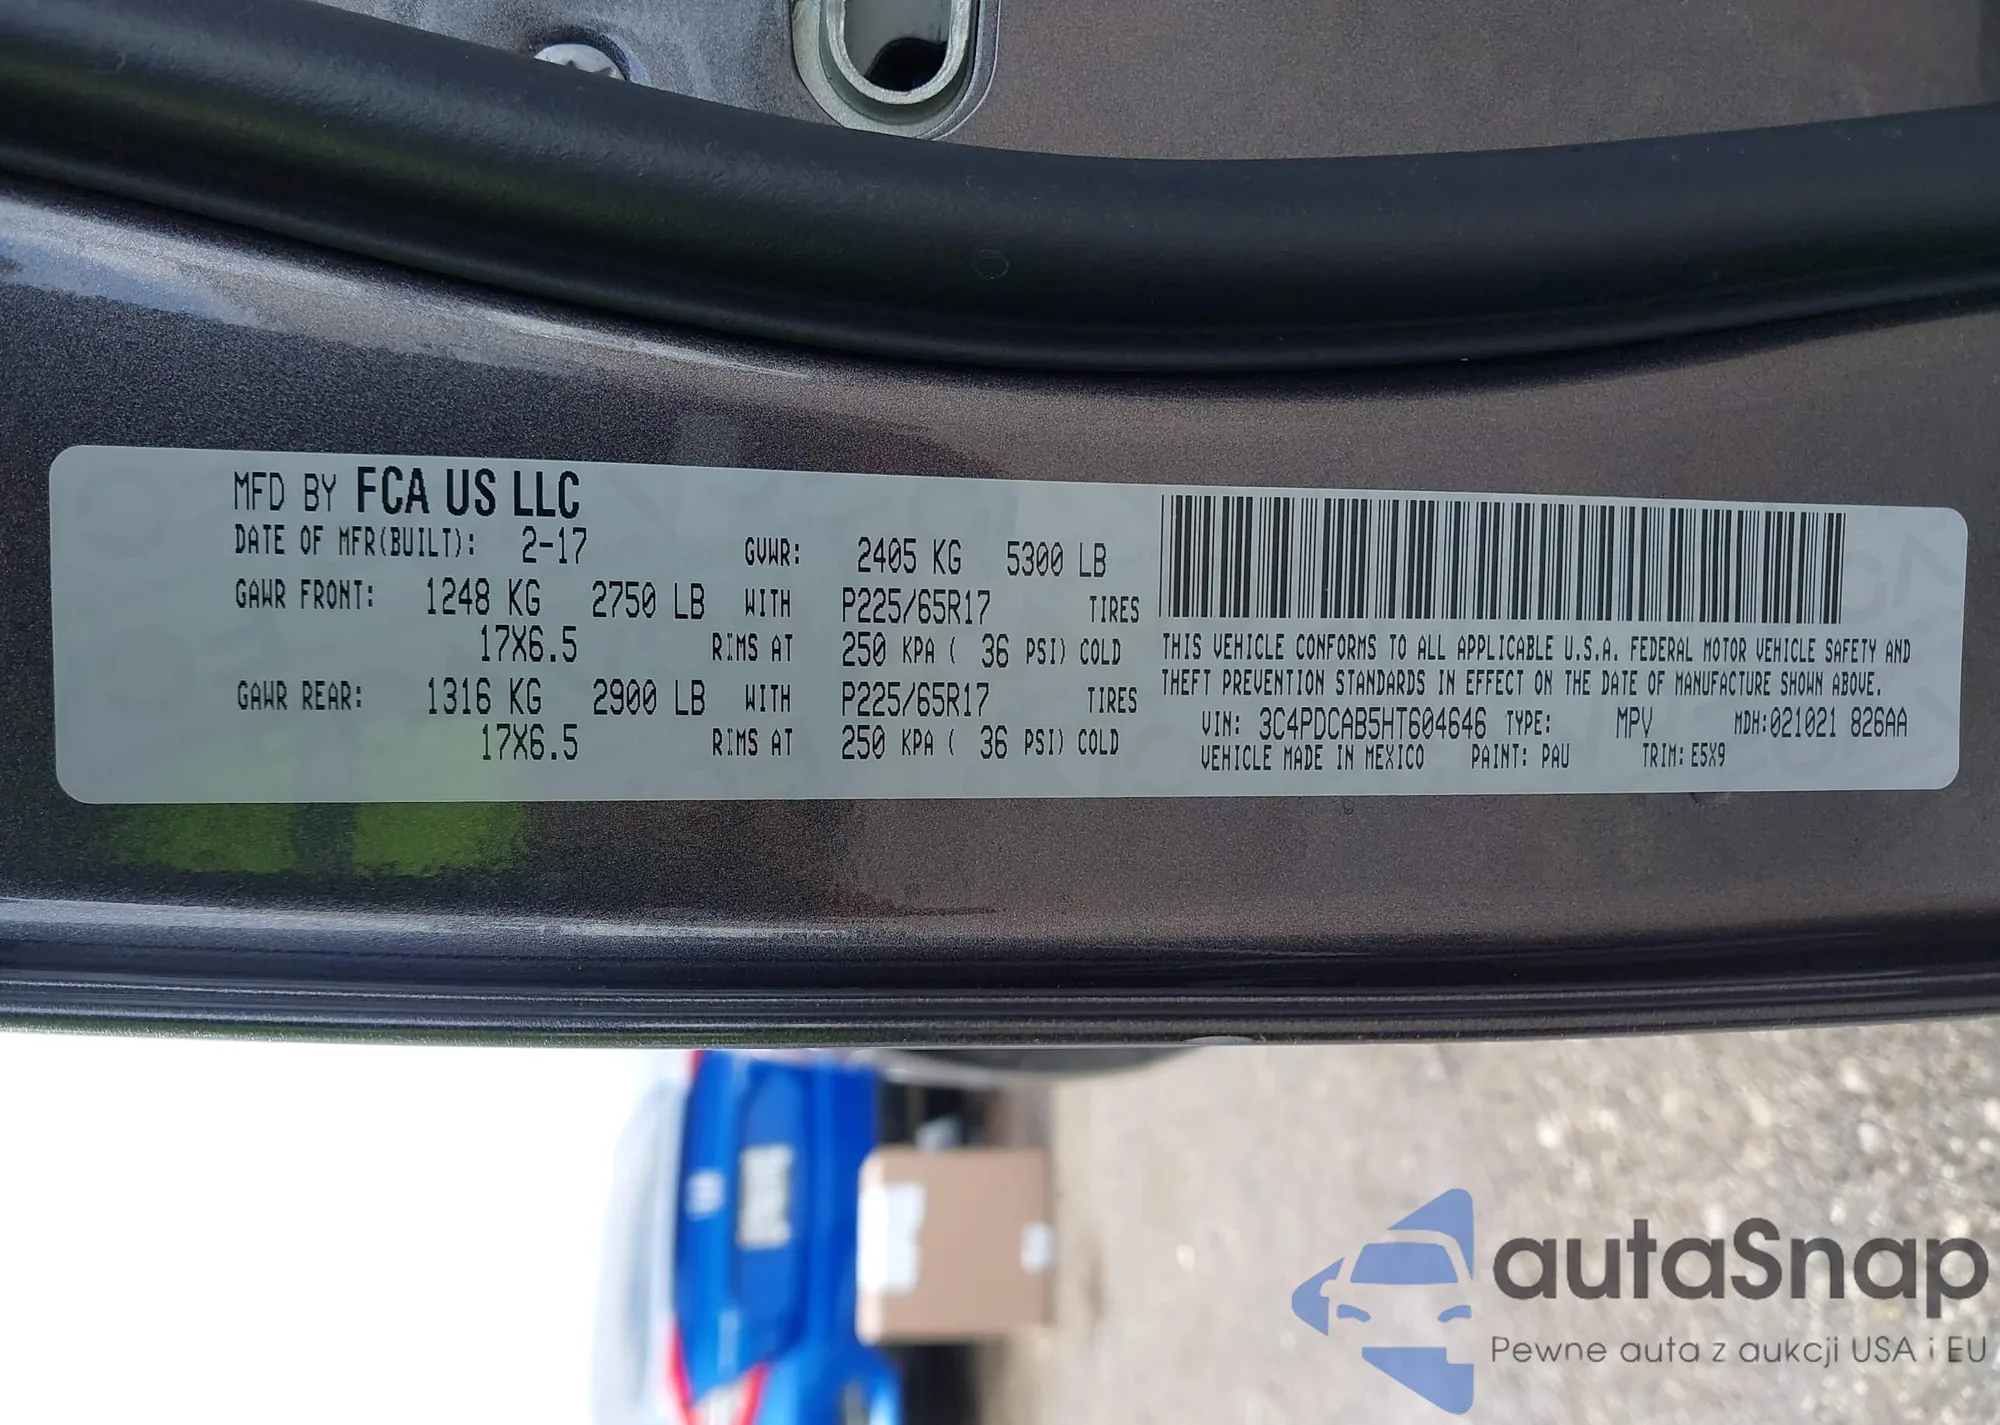 MFD BY FCA US LLC
DATE OF MFR(BUILT): 2-17 GVWR: 2405 KG 5300 LB
GAWR FRONT: 1248 KG 2750 LB WITH P225/65R17 TIRES
17X6.5 RIMS AT 250 KPA ( 36 PSI) COLD
GAWR REAR: 1316 KG 2900 LB WITH P225/65R17 TIRES
17X6.5 RIMS AT 250 KPA ( 36 PSI) COLD
THIS VEHICLE CONFORMS TO ALL APPLICABLE U.S.A. FEDERAL MOTOR VEHICLE SAFETY AND
THEFT PREVENTION STANDARDS IN EFFECT ON THE DATE OF MANUFACTURE SHOWN ABOVE.
VIN: 3C4PDCAB5HT604646 TYPE: MPV MDH:021021 826AA
VEHICLE MADE IN MEXICO PAINT: PAU TRIM: E5X9
autaSnap
Pewne auta z aukcji USA i EU